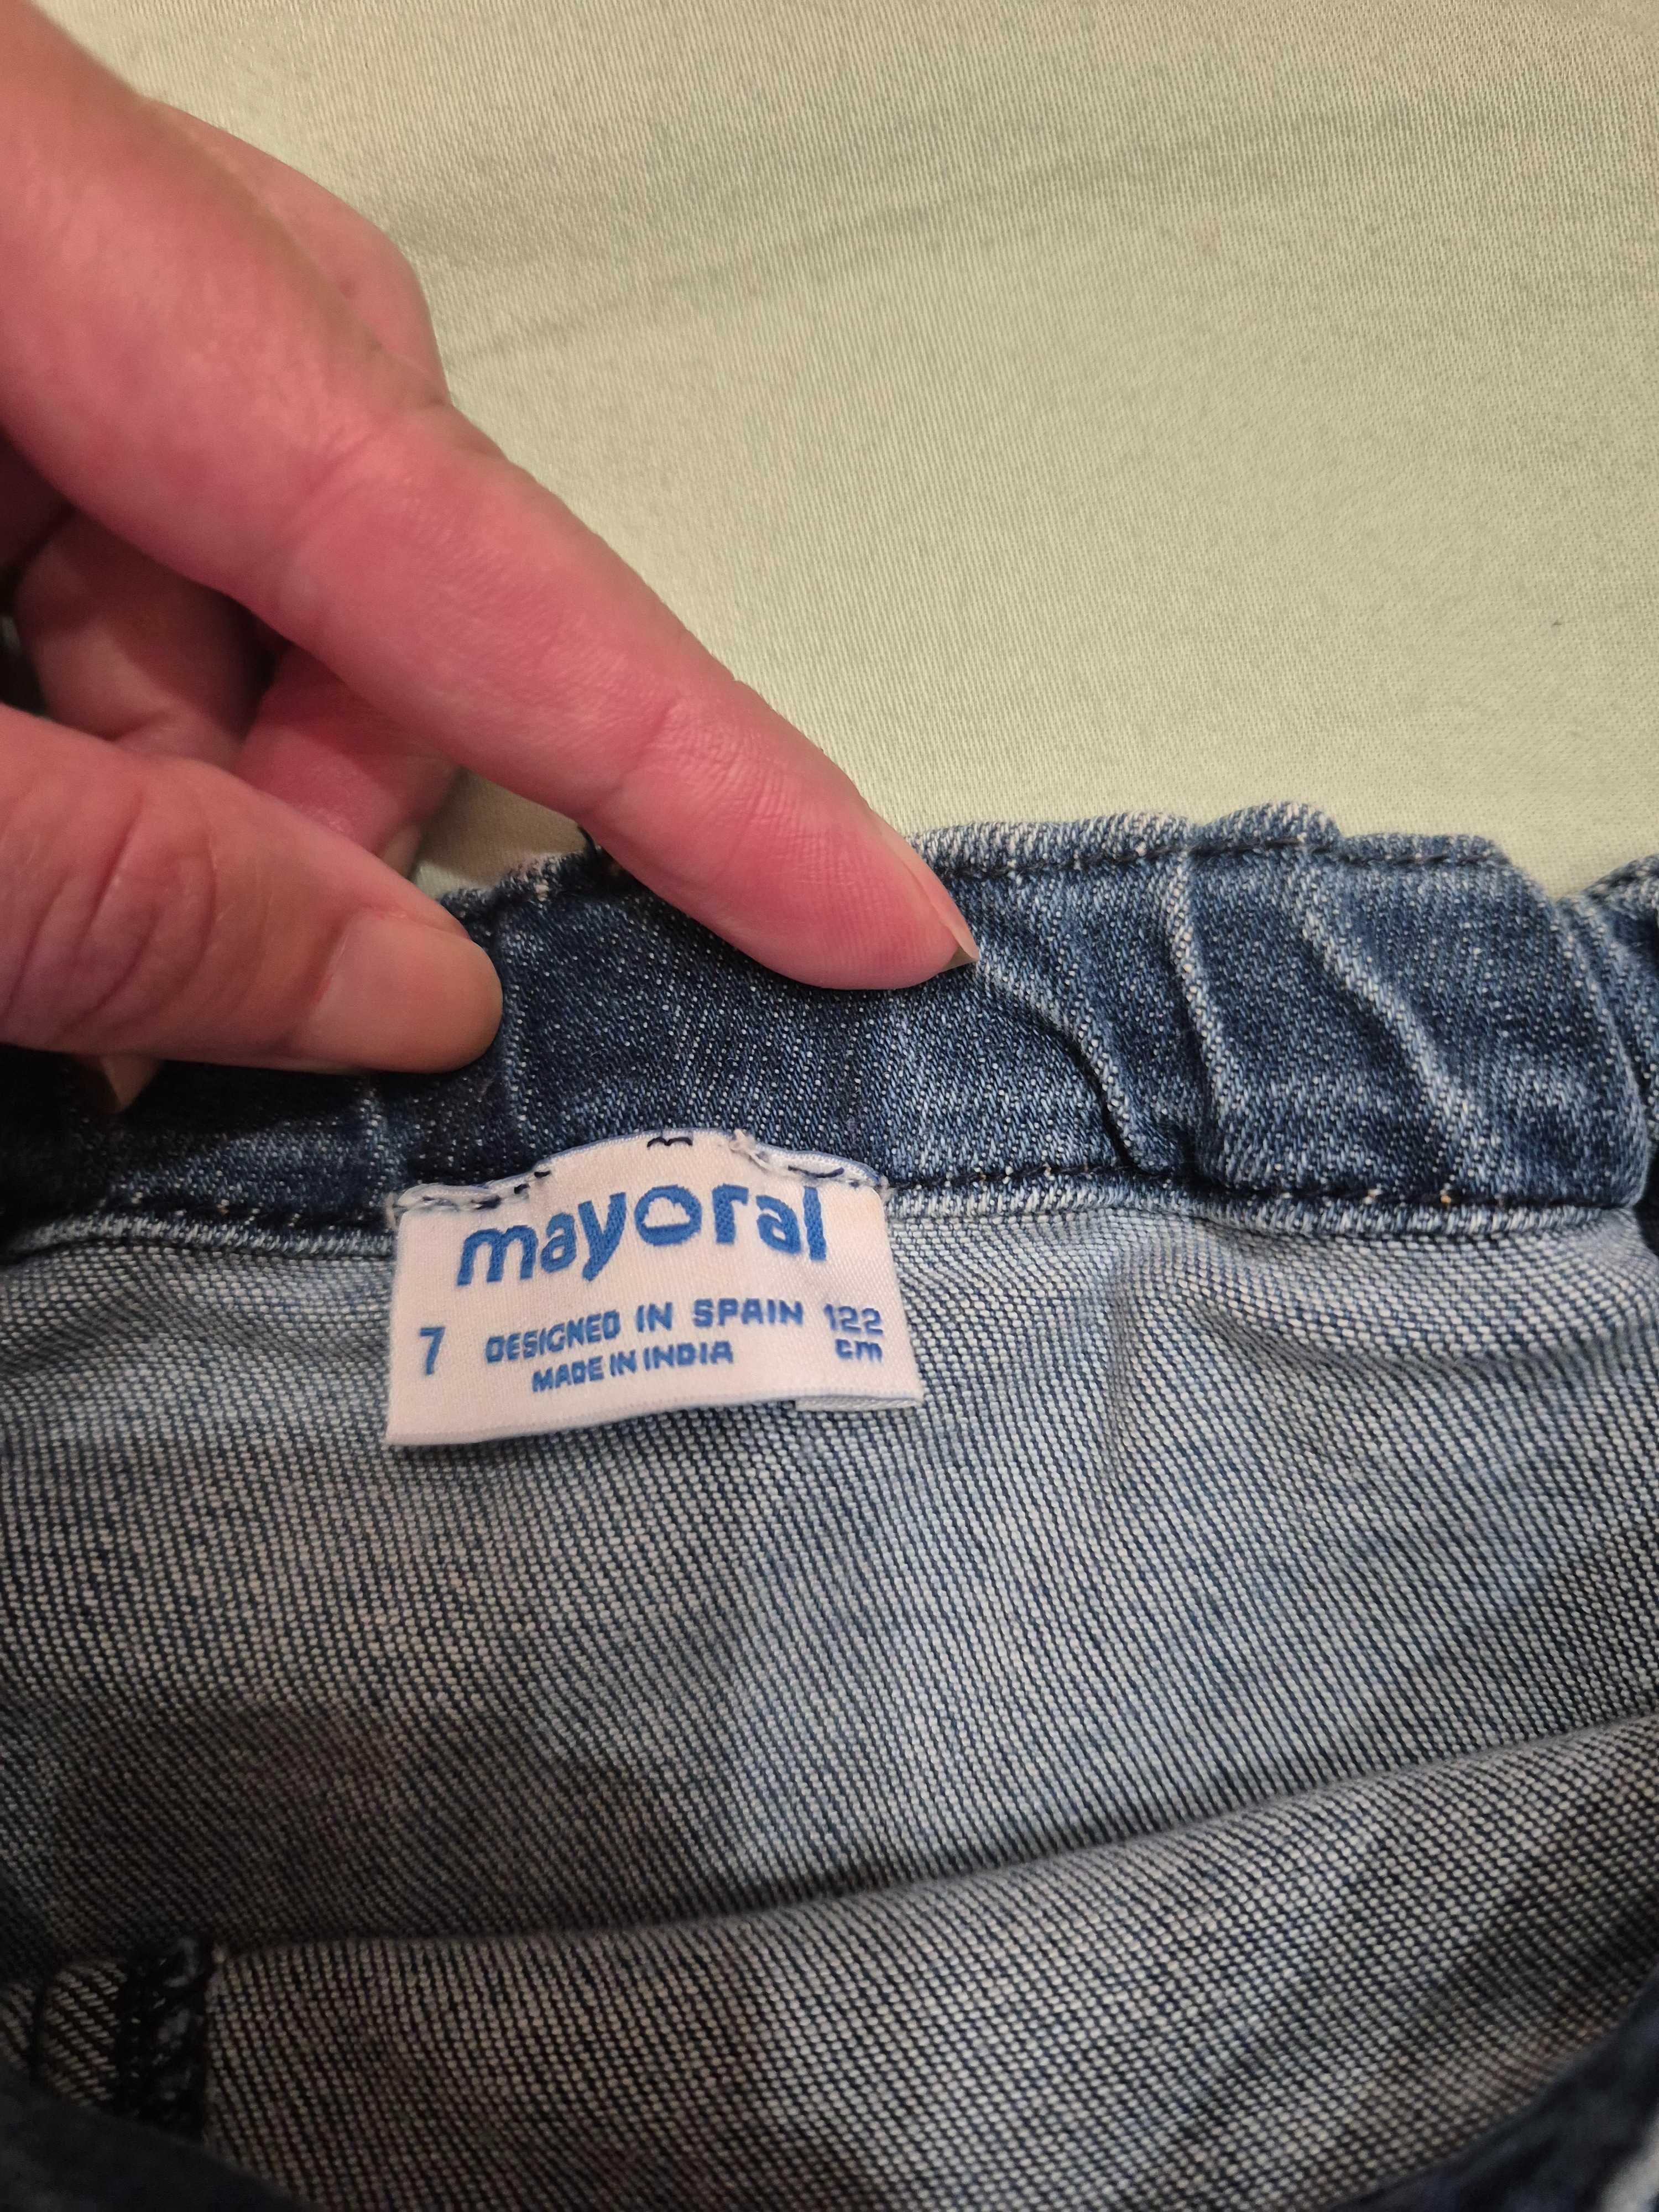 mayoral
7 DESIGNED IN SPAIN 122
MADE IN INDIA cm